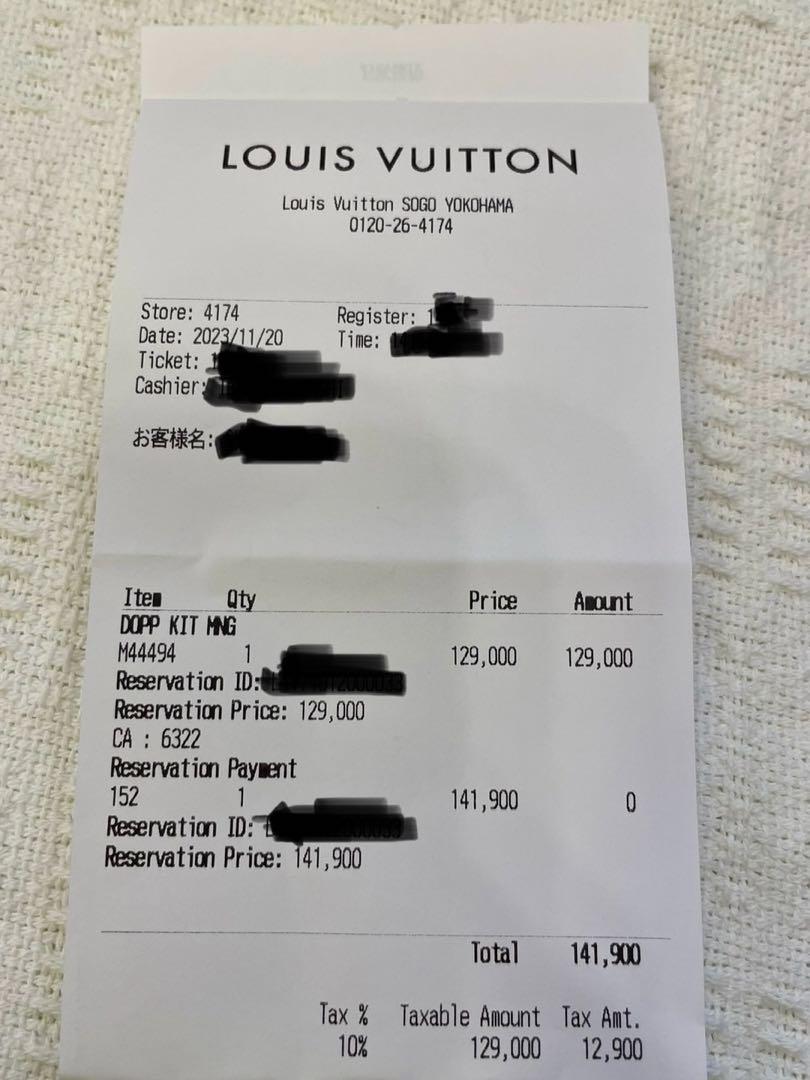 LOUIS VUITTON
Louis Vuitton SOGO YOKOHAMA
0120-26-4174
Store: 4174 Register:
Date: 2023/11/20 Time:
Ticket:
Cashier:
お客様名:
Item Qty Price Amount
DOPP KIT MNG
M44494 1 129,000 129,000
Reservation ID:
Reservation Price: 129,000
CA : 6322
Reservation Payment
152 1 141,900 0
Reservation ID:
Reservation Price: 141,900
Total 141,900
Tax % Taxable Amount Tax Amt.
10% 129,000 12,900